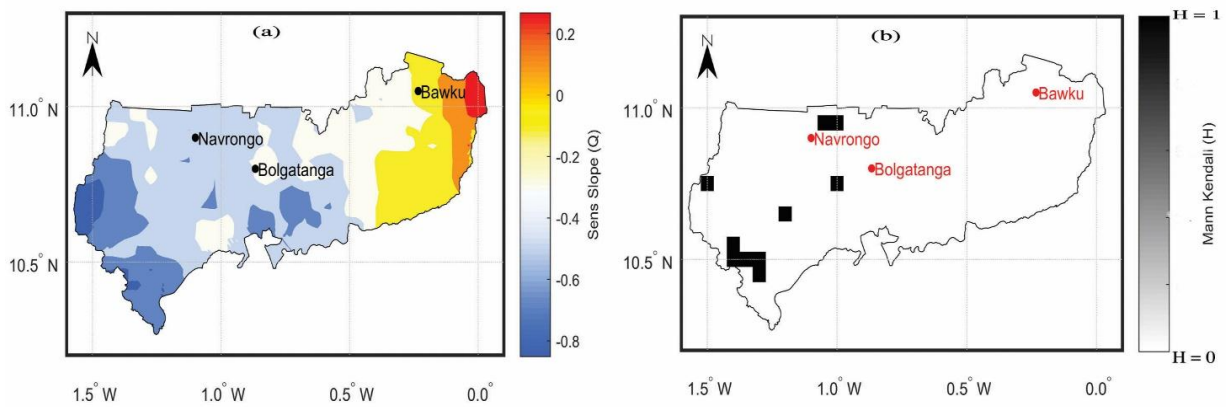 (a)
N
11.0° N
10.5° N
Bawku
Navrongo
Bolgatanga
1.5° W
1.0° W
0.5° W
0.0°
0.2
0
-0.2
-0.4
-0.6
-0.8
Sens Slope (Q)
(b)
N
11.0° N
10.5° N
Bawku
Navrongo
Bolgatanga
1.5° W
1.0° W
0.5° W
0.0°
H = 1
H=0
Mann Kendali (H)